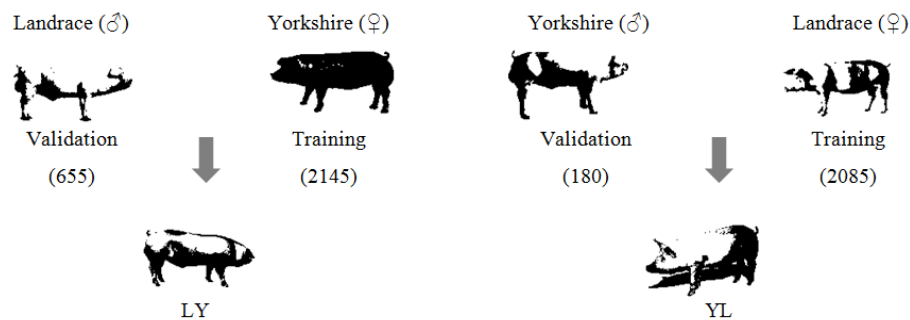 Landrace (♂) Yorkshire (♀) Yorkshire (♂) Landrace (♀)
Validation Training Validation Training
(655) (2145) (180) (2085)
LY YL